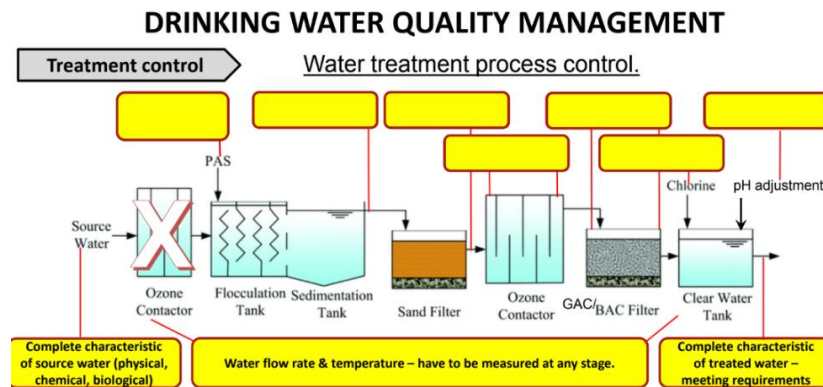 DRINKING WATER QUALITY MANAGEMENT
Treatment control
Water treatment process control.
PAS
Chlorine
pH adjustment
Source
Water
X
Ozone
Contactor
Flocculation
Tank
Sedimentation
Tank
Sand Filter
Ozone
Contactor
GAC/BAC Filter
Clear Water
Tank
Complete characteristic
of source water (physical,
chemical, biological)
Water flow rate & temperature – have to be measured at any stage.
Complete characteristic
of treated water –
meeting requirements